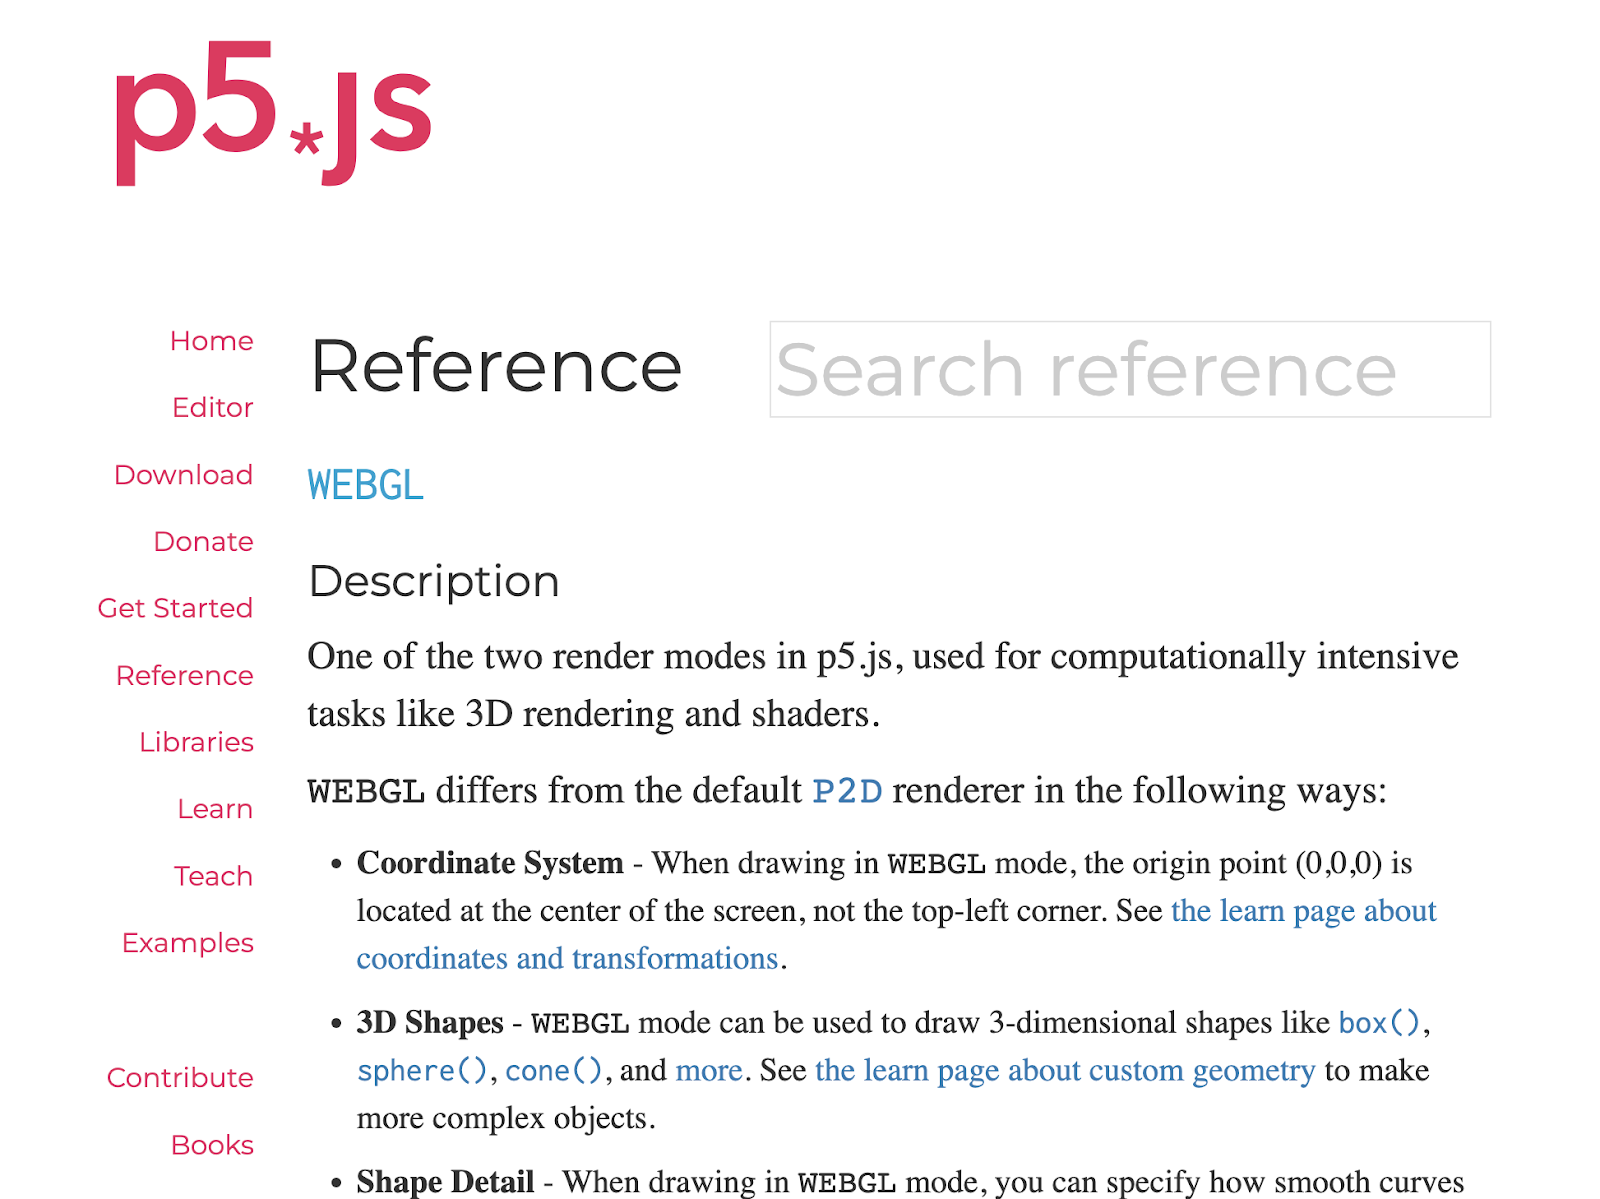 p5.js
Home
Editor
Download
Donate
Get Started
Reference
Libraries
Learn
Teach
Examples
Contribute
Books
Reference
Search reference
WEBGL
Description
One of the two render modes in p5.js, used for computationally intensive
tasks like 3D rendering and shaders.
WEBGL differs from the default P2D renderer in the following ways:
• Coordinate System - When drawing in WEBGL mode, the origin point (0,0,0) is
located at the center of the screen, not the top-left corner. See the learn page about
coordinates and transformations.
• 3D Shapes - WEBGL mode can be used to draw 3-dimensional shapes like box(),
sphere(), cone(), and more. See the learn page about custom geometry to make
more complex objects.
• Shape Detail - When drawing in WEBGL mode, you can specify how smooth curves